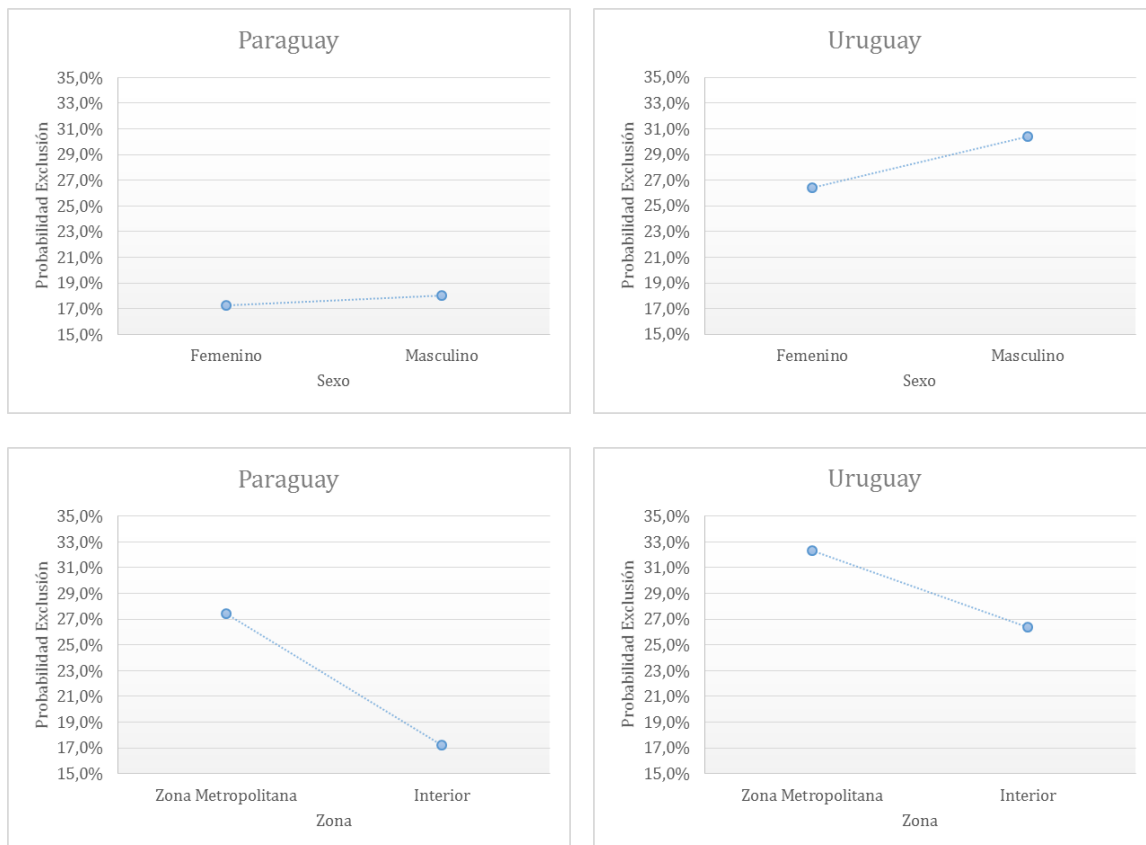 Paraguay
35,0%
33,0%
31,0%
29,0%
27,0%
25,0%
23,0%
21,0%
19,0%
17,0%
15,0%
Probabilidad Exclusión
Femenino Masculino
Sexo
Uruguay
35,0%
33,0%
31,0%
29,0%
27,0%
25,0%
23,0%
21,0%
19,0%
17,0%
15,0%
Probabilidad Exclusión
Femenino Masculino
Sexo
Paraguay
35,0%
33,0%
31,0%
29,0%
27,0%
25,0%
23,0%
21,0%
19,0%
17,0%
15,0%
Probabilidad Exclusión
Zona Metropolitana Interior
Zona
Uruguay
35,0%
33,0%
31,0%
29,0%
27,0%
25,0%
23,0%
21,0%
19,0%
17,0%
15,0%
Probabilidad Exclusión
Zona Metropolitana Interior
Zona